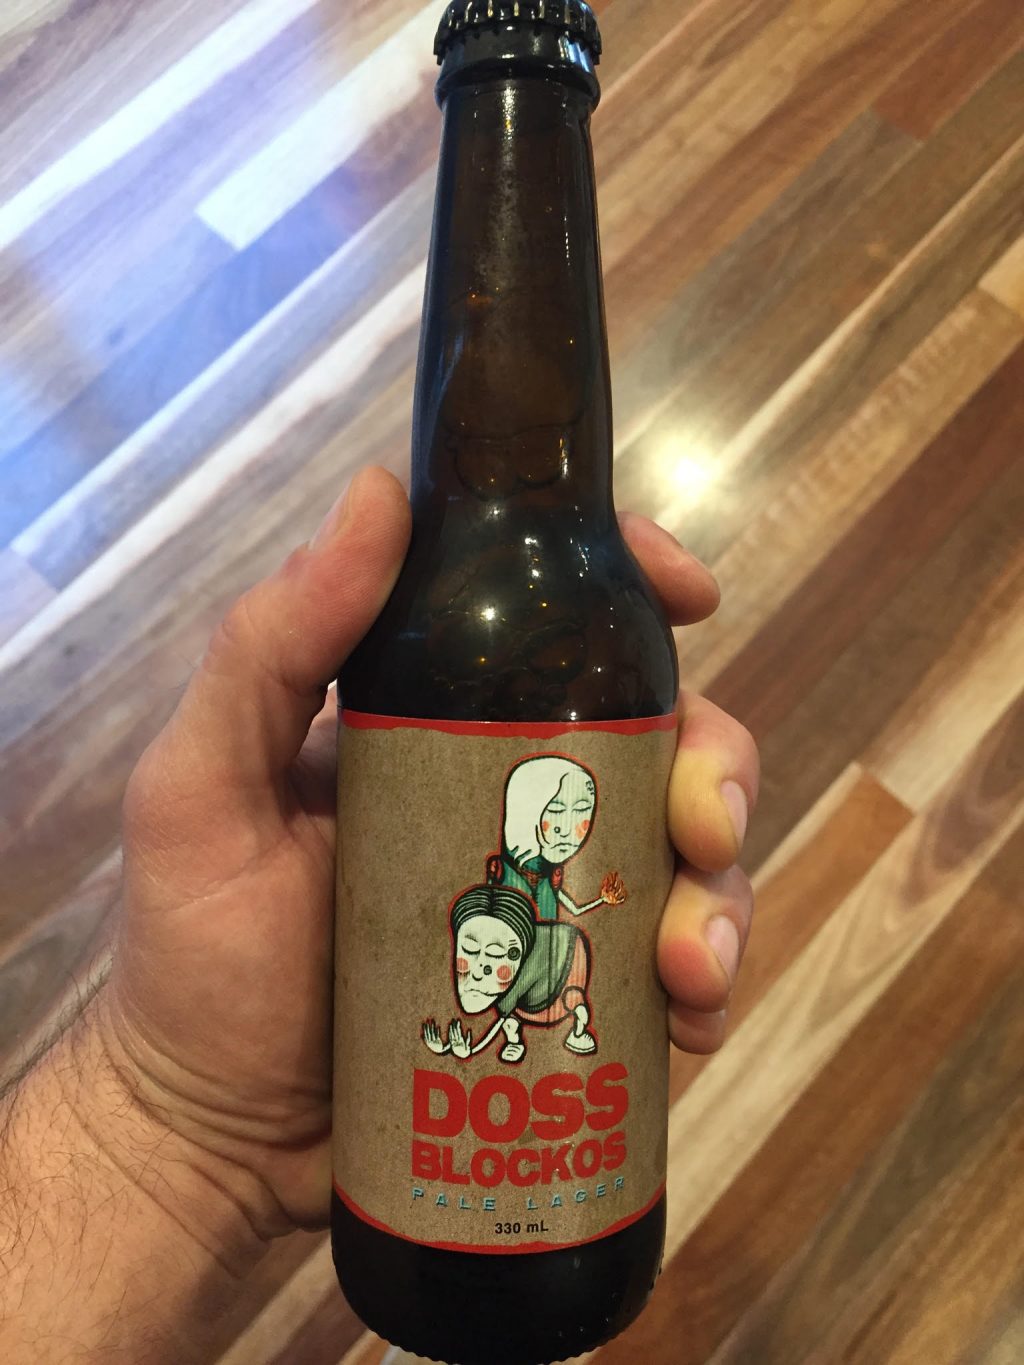 DOSS
BLOCKOS
PALE LAGER
330 mL